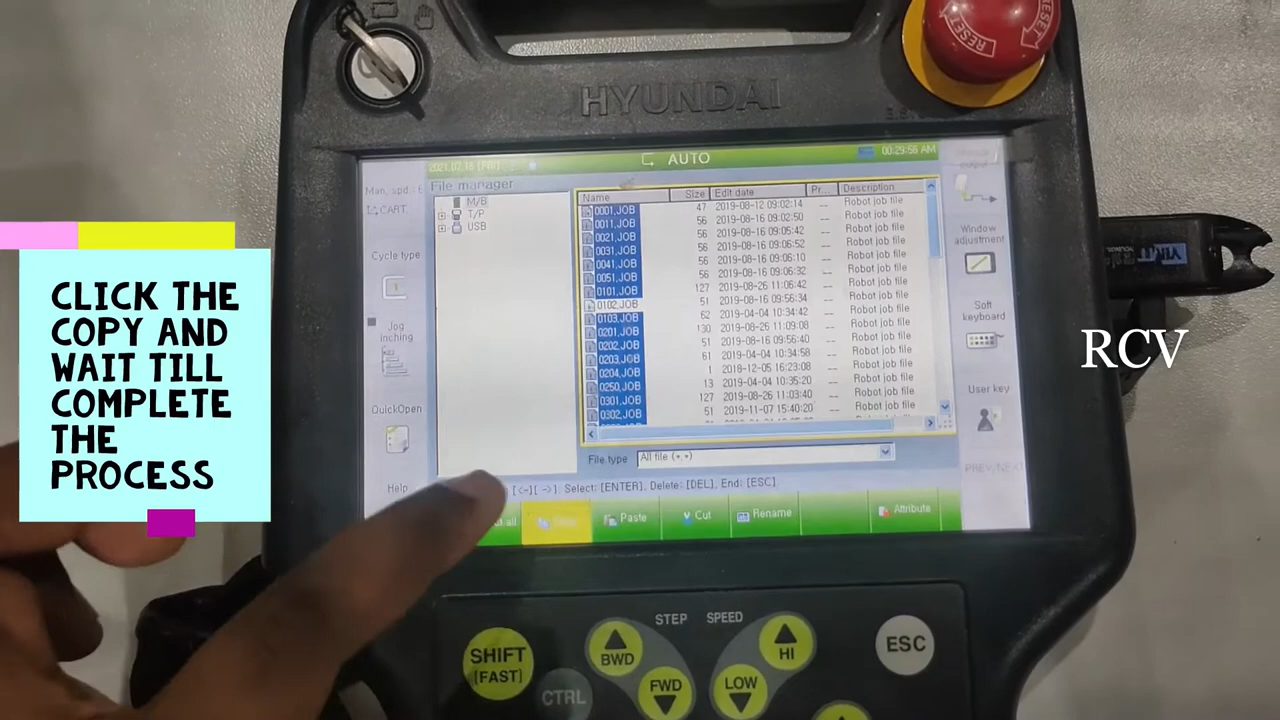 RESET
RESET
HYUNDAI
2021.07.16 [FRI]
AUTO
00:29:56 AM
Man. spd.
File manager
CART
M/B
T/P
USB
Name Size Edit date Pr... Description
0001.JOB 47 2019-08-12 09:02:14 --- Robot job file
0011.JOB 56 2019-08-16 09:02:50 --- Robot job file
0021.JOB 56 2019-08-16 09:05:42 --- Robot job file
0031.JOB 56 2019-08-16 09:06:52 --- Robot job file
0041.JOB 56 2019-08-16 09:06:10 --- Robot job file
0051.JOB 56 2019-08-16 09:06:32 --- Robot job file
0101.JOB 127 2019-08-26 11:06:42 --- Robot job file
0102.JOB 51 2019-08-16 09:56:34 --- Robot job file
0103.JOB 62 2019-04-04 10:34:42 --- Robot job file
0201.JOB 130 2019-08-26 11:09:08 --- Robot job file
0202.JOB 51 2019-08-16 09:56:40 --- Robot job file
0203.JOB 61 2019-04-04 10:34:58 --- Robot job file
0204.JOB 1 2018-12-05 16:23:08 --- Robot job file
0250.JOB 13 2019-04-04 10:35:20 --- Robot job file
0301.JOB 127 2019-08-26 11:03:40 --- Robot job file
0302.JOB 51 2019-11-07 15:40:20 --- Robot job file
File type All file (*.*)
[<-][ ->], Select: [ENTER], Delete: [DEL], End: [ESC]
all
Paste
Cut
Rename
Attribute
Cycle type
Jog
inching
QuickOpen
Help
output
Window
adjustment
Soft
keyboard
User key
PREV/NEXT
CLICK THE
COPY AND
WAIT TILL
COMPLETE
THE
PROCESS
RCV
STEP SPEED
SHIFT
[FAST]
CTRL
BWD
FWD
HI
LOW
ESC